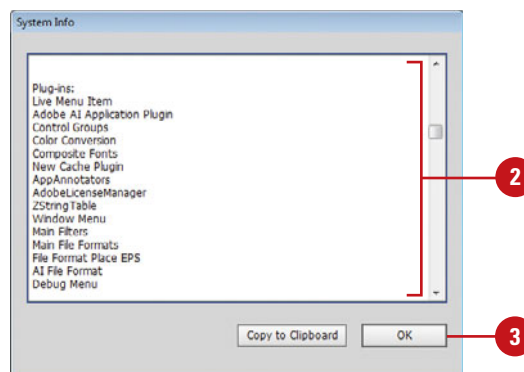 System Info
Plug-ins:
Live Menu Item
Adobe AI Application Plugin
Control Groups
Color Conversion
Composite Fonts
New Cache Plugin
AppAnnotators
AdobeLicenseManager
ZStringTable
Window Menu
Main Filters
Main File Formats
File Format Place EPS
AI File Format
Debug Menu
2
Copy to Clipboard OK 3